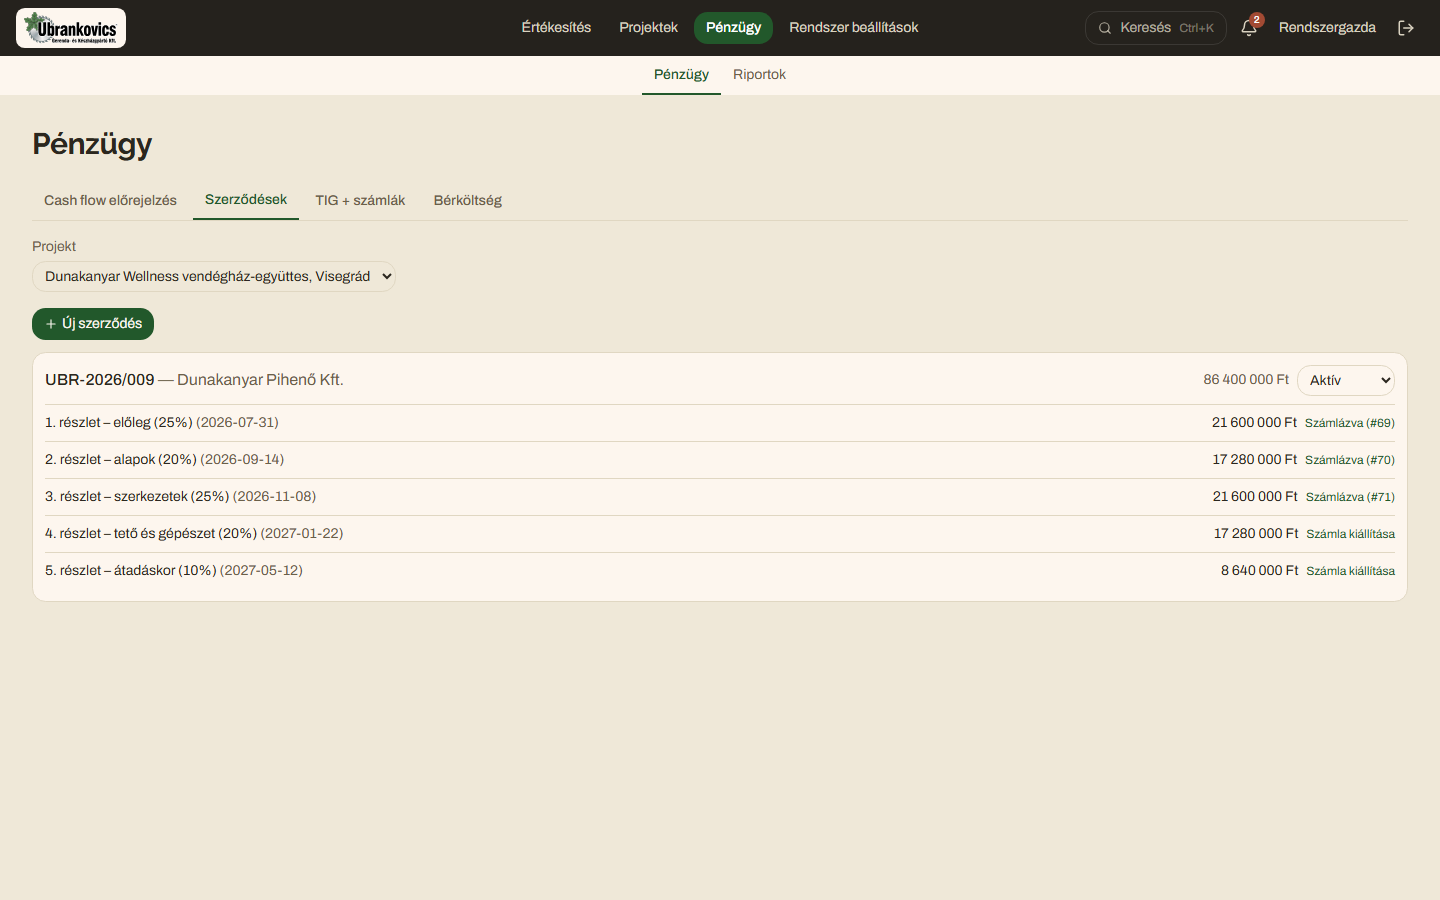 Ubrankovics
Gerenda- és Készházgyártó Kft.
Értékesítés Projektek Pénzügy Rendszer beállítások
Keresés Ctrl+K 2 Rendszergazda
Pénzügy Riportok
Pénzügy
Cash flow előrejelzés Szerződések TIG + számlák Bérköltség
Projekt
Dunakanyar Wellness vendégház-együttes, Visegrád
+ Új szerződés
UBR-2026/009 — Dunakanyar Pihenő Kft. 86 400 000 Ft Aktív
1. részlet – előleg (25%) (2026-07-31) 21 600 000 Ft Számlázva (#69)
2. részlet – alapok (20%) (2026-09-14) 17 280 000 Ft Számlázva (#70)
3. részlet – szerkezetek (25%) (2026-11-08) 21 600 000 Ft Számlázva (#71)
4. részlet – tető és gépészet (20%) (2027-01-22) 17 280 000 Ft Számla kiállítása
5. részlet – átadáskor (10%) (2027-05-12) 8 640 000 Ft Számla kiállítása